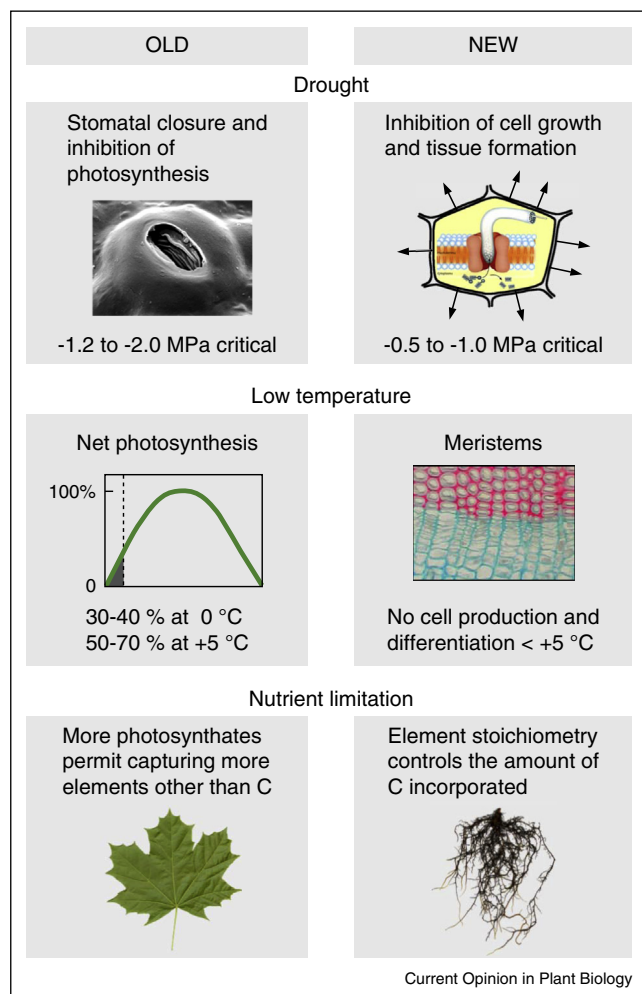 OLD
NEW
Drought
Stomatal closure and
inhibition of
photosynthesis
-1.2 to -2.0 MPa critical
Inhibition of cell growth
and tissue formation
-0.5 to -1.0 MPa critical
Low temperature
Net photosynthesis
100%
0
30-40 % at 0 °C
50-70 % at +5 °C
Meristems
No cell production and
differentiation < +5 °C
Nutrient limitation
More photosynthates
permit capturing more
elements other than C
Element stoichiometry
controls the amount of
C incorporated
Current Opinion in Plant Biology